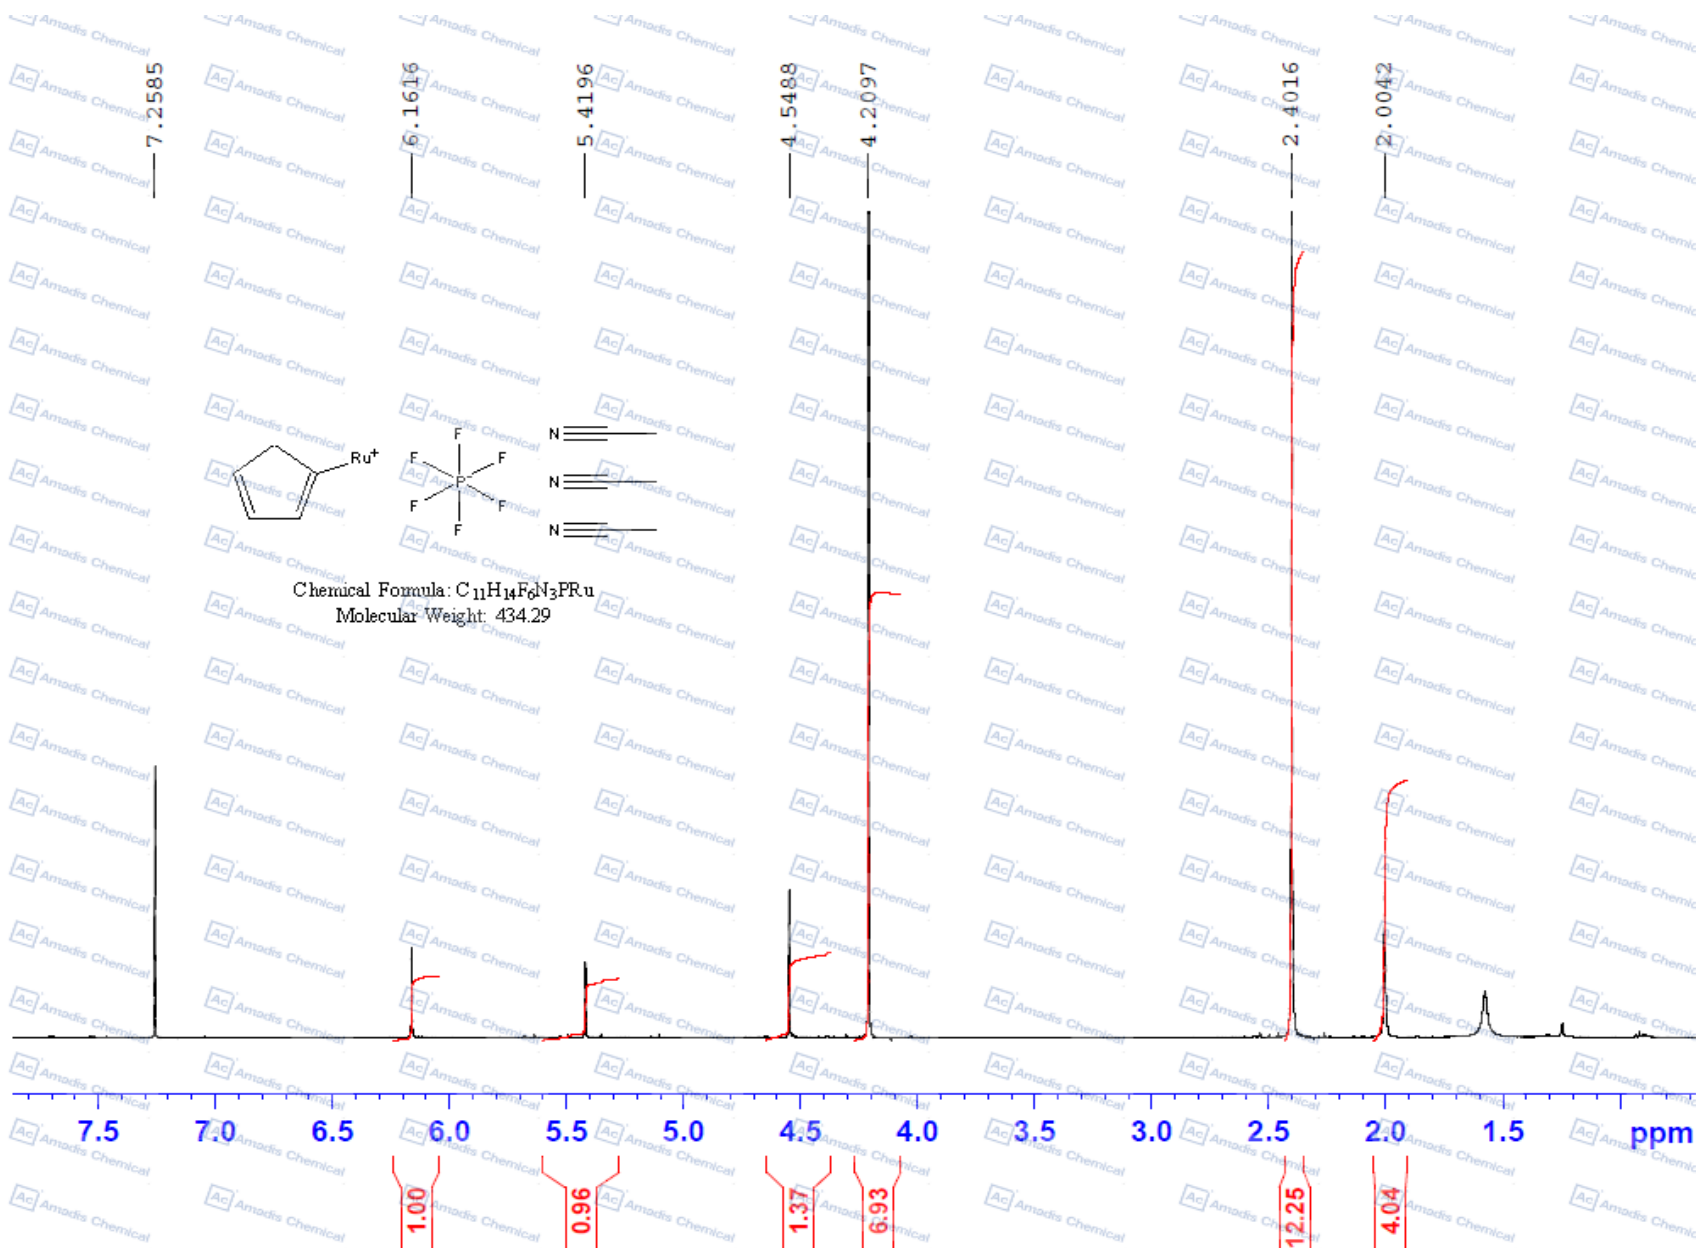 7.2585
6.1616
5.4196
4.5488
4.2097
2.4016
2.0042
Ru+
F
F F
P-
F F
F
N
N
N
Chemical Formula: C11H14F6N3PRu
Molecular Weight: 434.29
7.5 7.0 6.5 6.0 5.5 5.0 4.5 4.0 3.5 3.0 2.5 2.0 1.5 ppm
1.00
0.96
1.37
6.93
12.25
4.04
Ac Amadis Chemical